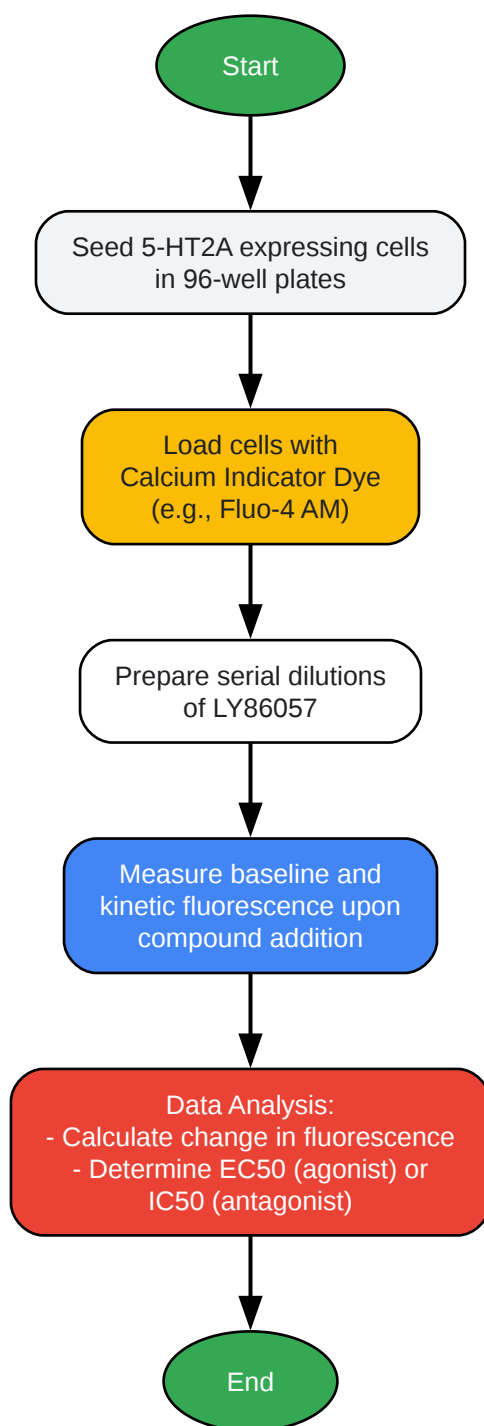 Start
Seed 5-HT2A expressing cells
in 96-well plates
Load cells with
Calcium Indicator Dye
(e.g., Fluo-4 AM)
Prepare serial dilutions
of LY86057
Measure baseline and
kinetic fluorescence upon
compound addition
Data Analysis:
- Calculate change in fluorescence
- Determine EC50 (agonist) or
IC50 (antagonist)
End